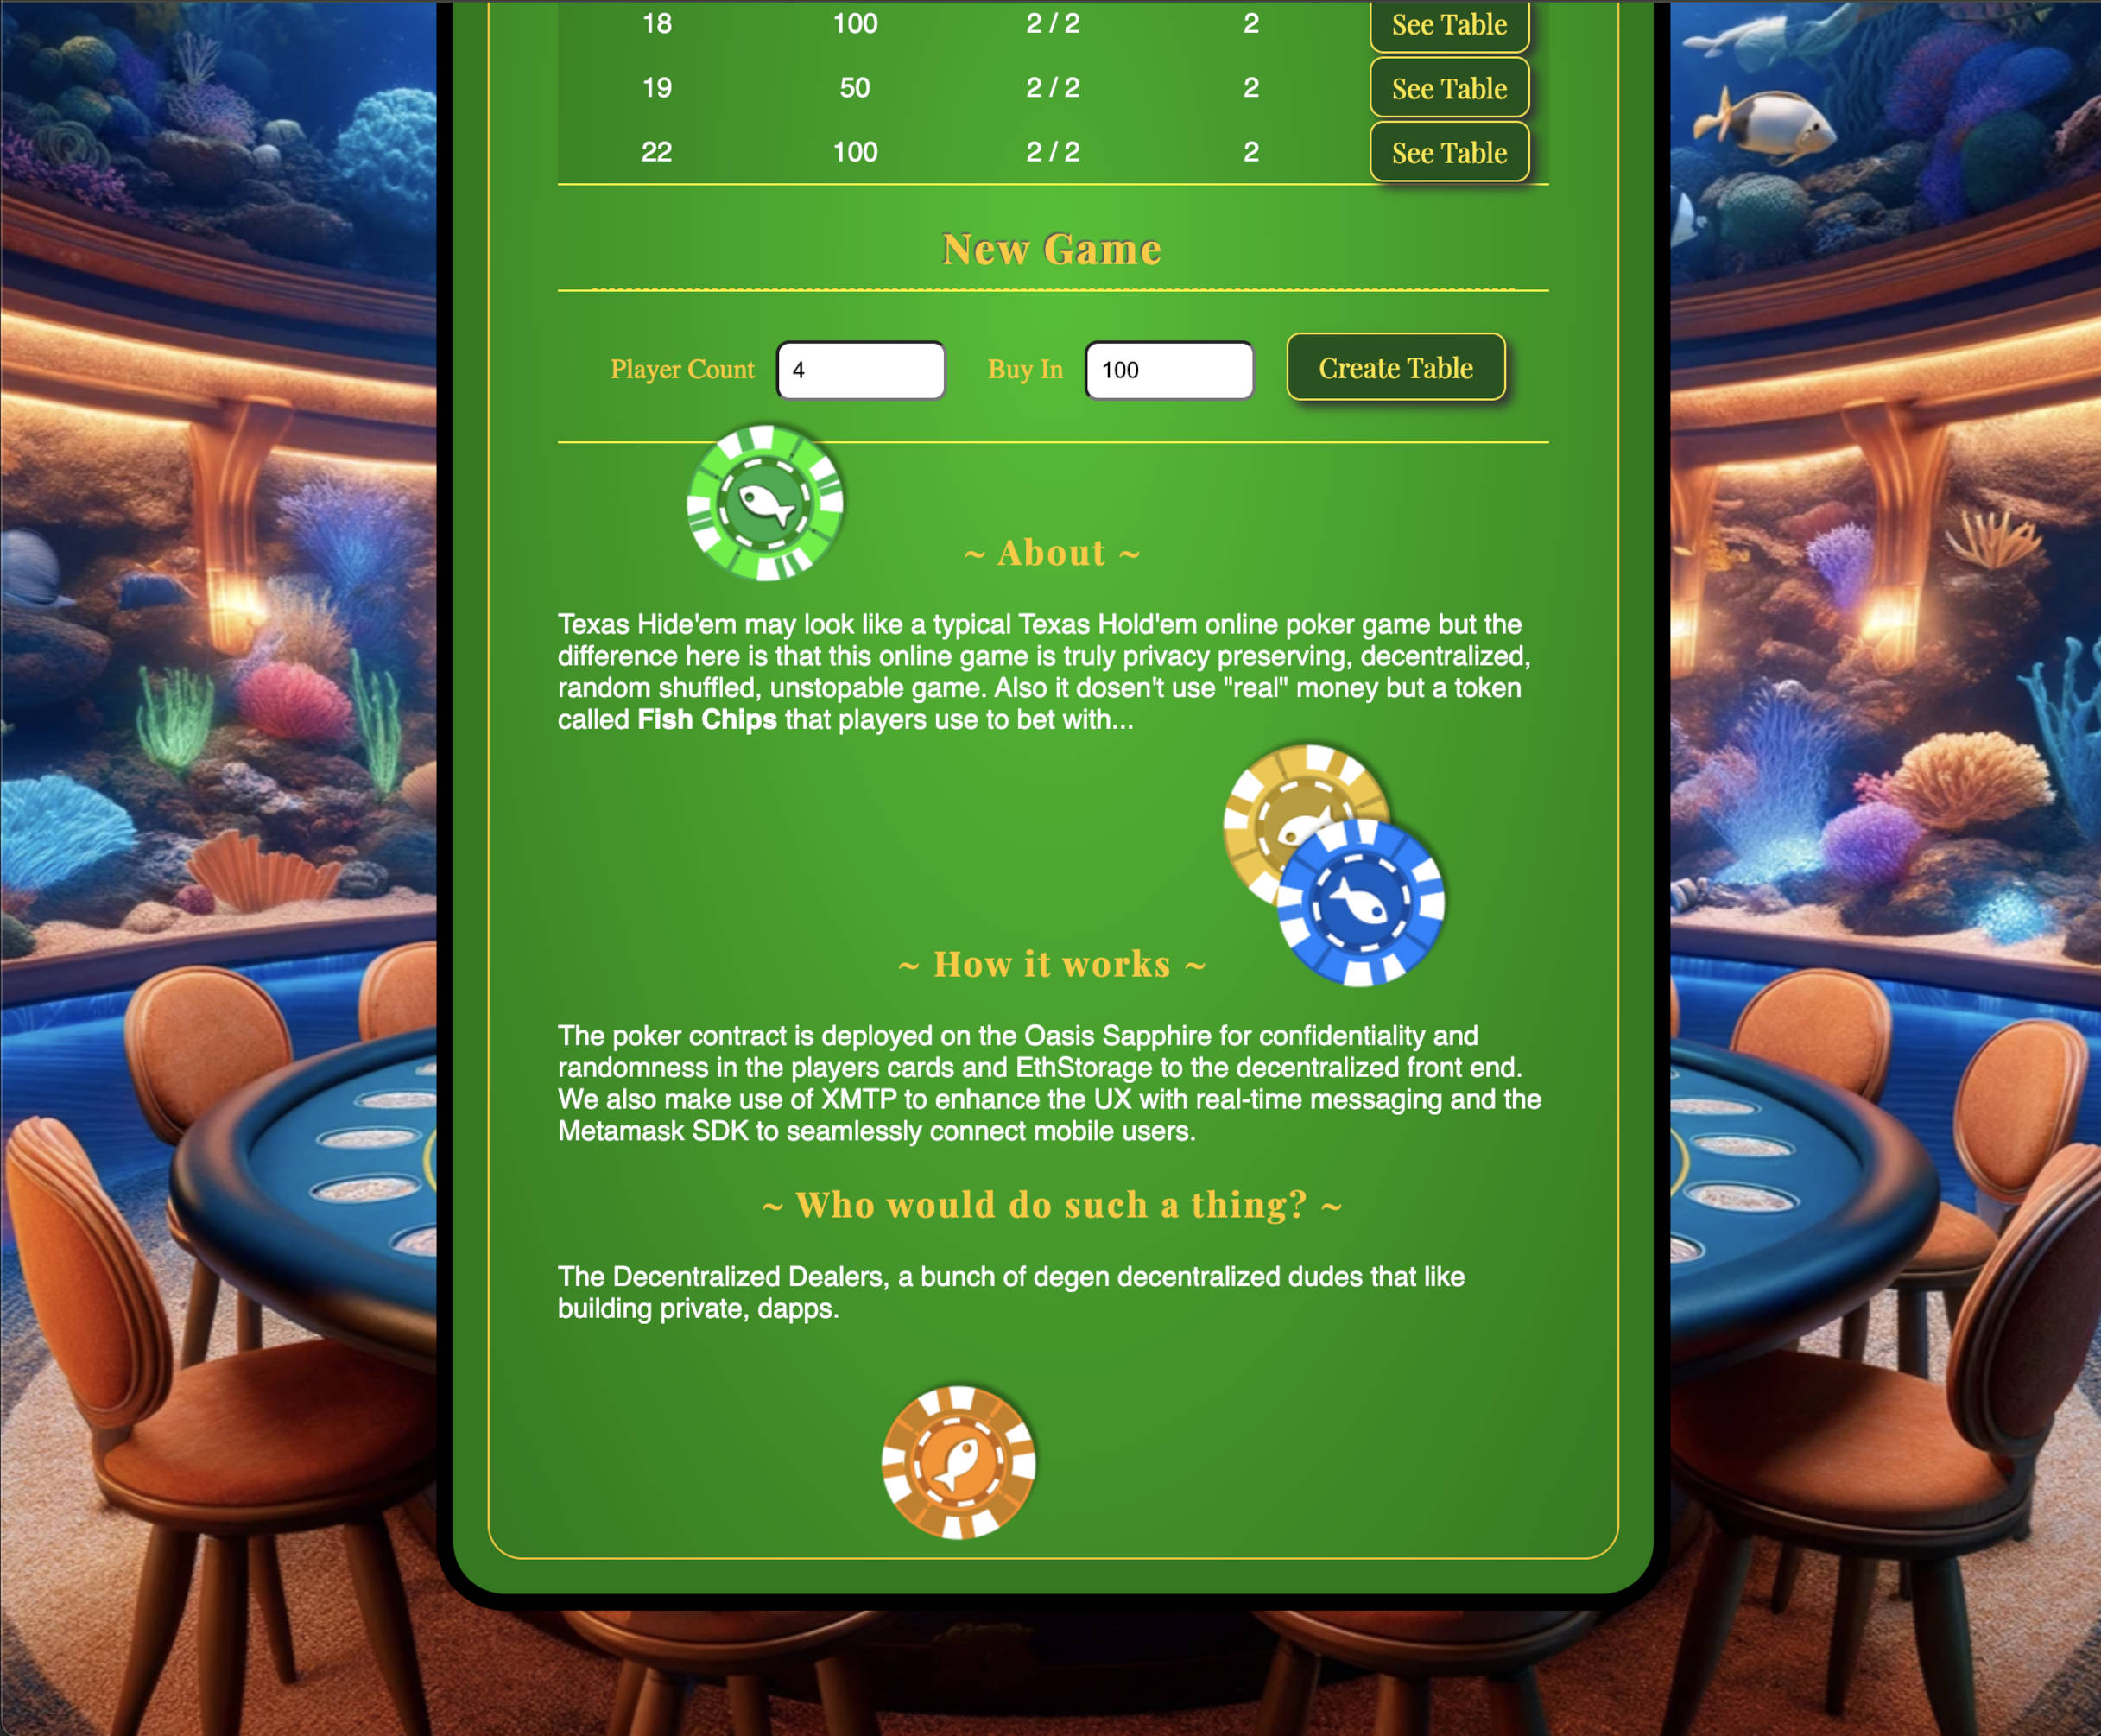 18 100 2 / 2 2 See Table
19 50 2 / 2 2 See Table
22 100 2 / 2 2 See Table
New Game
Player Count 4 Buy In 100 Create Table
~ About ~
Texas Hide'em may look like a typical Texas Hold'em online poker game but the
difference here is that this online game is truly privacy preserving, decentralized,
random shuffled, unstopable game. Also it dosen't use "real" money but a token
called Fish Chips that players use to bet with...
~ How it works ~
The poker contract is deployed on the Oasis Sapphire for confidentiality and
randomness in the players cards and EthStorage to the decentralized front end.
We also make use of XMTP to enhance the UX with real-time messaging and the
Metamask SDK to seamlessly connect mobile users.
~ Who would do such a thing? ~
The Decentralized Dealers, a bunch of degen decentralized dudes that like
building private, dapps.